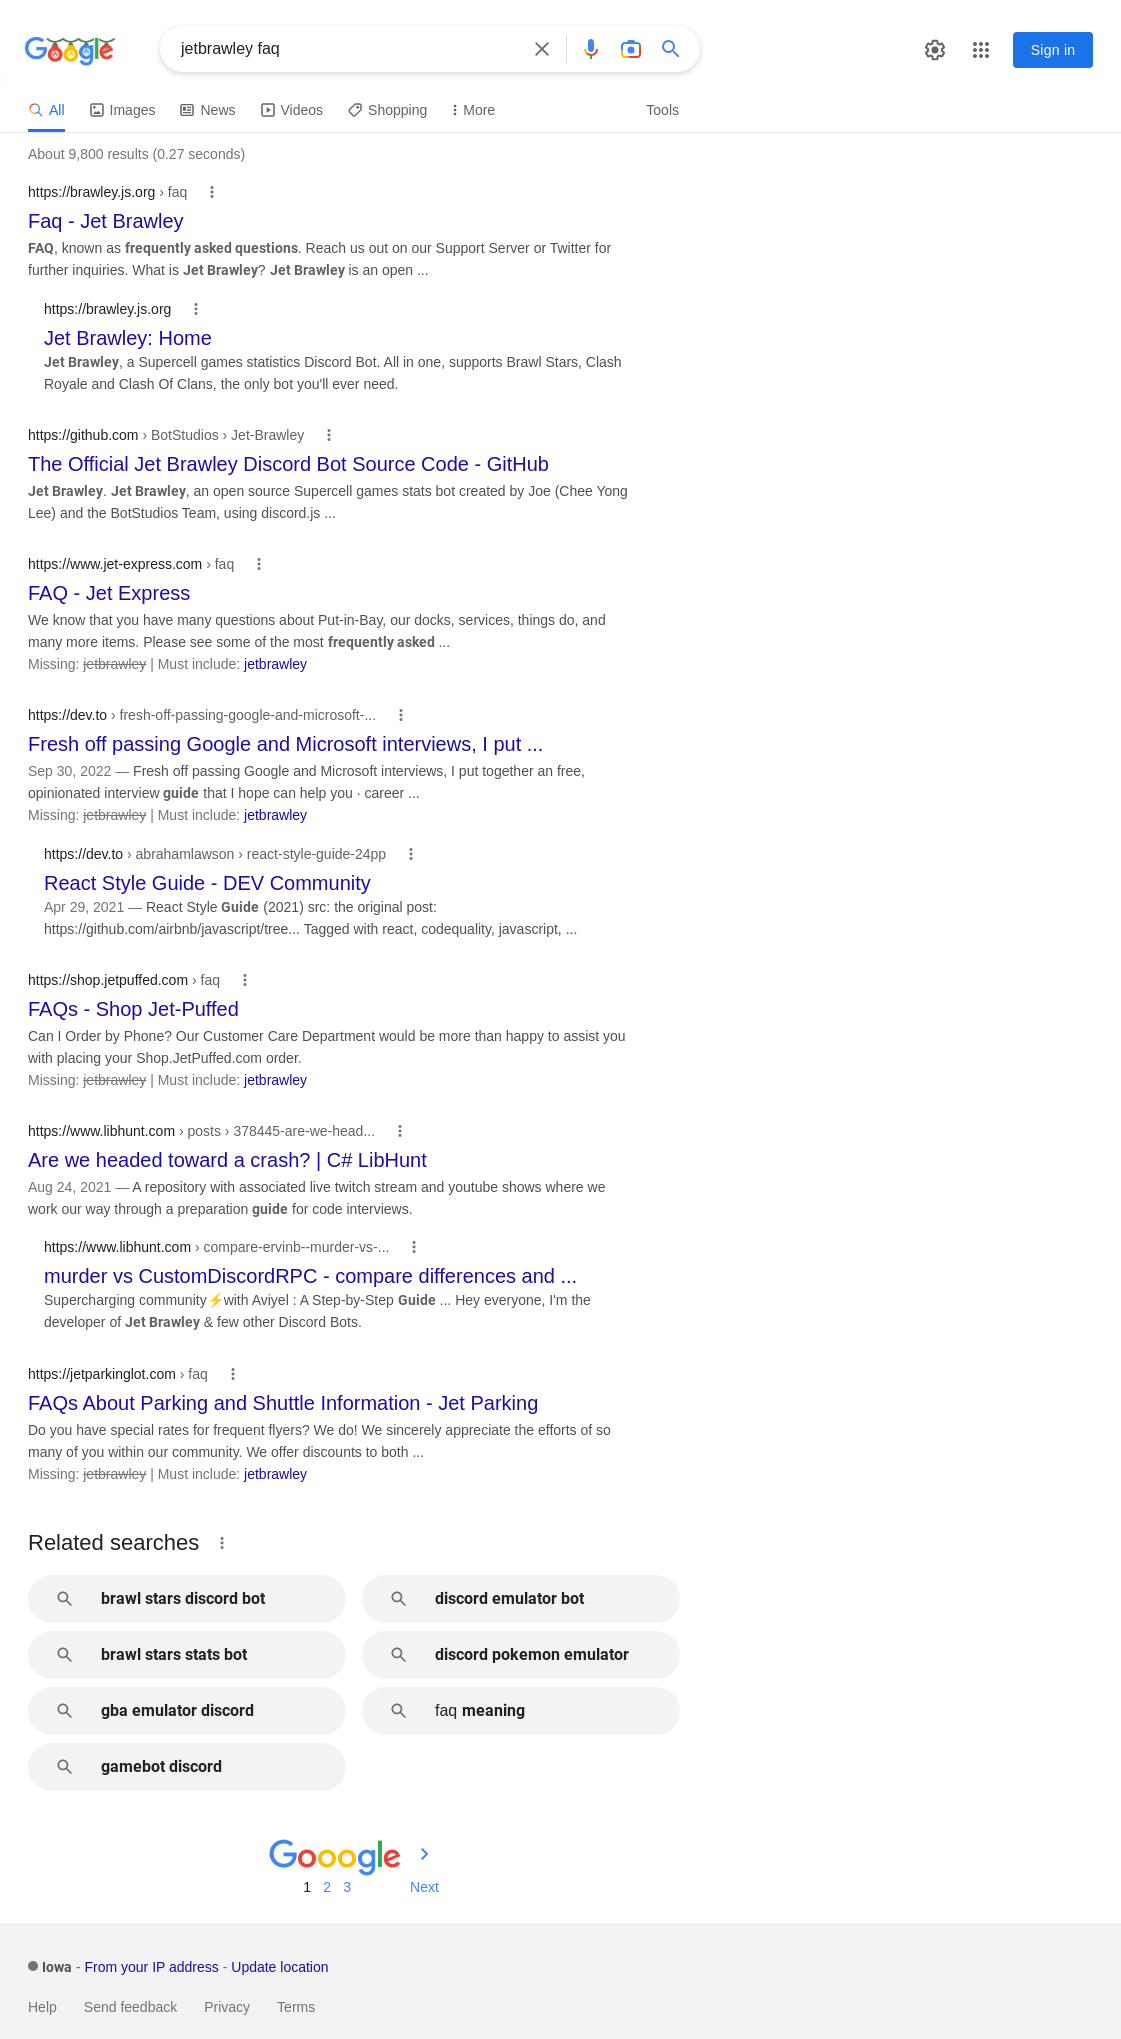 Google
jetbrawley faq
Sign in
All Images News Videos Shopping More Tools
About 9,800 results (0.27 seconds)
https://brawley.js.org › faq
Faq - Jet Brawley
FAQ, known as frequently asked questions. Reach us out on our Support Server or Twitter for
further inquiries. What is Jet Brawley? Jet Brawley is an open ...
https://brawley.js.org
Jet Brawley: Home
Jet Brawley, a Supercell games statistics Discord Bot. All in one, supports Brawl Stars, Clash
Royale and Clash Of Clans, the only bot you'll ever need.
https://github.com › BotStudios › Jet-Brawley
The Official Jet Brawley Discord Bot Source Code - GitHub
Jet Brawley. Jet Brawley, an open source Supercell games stats bot created by Joe (Chee Yong
Lee) and the BotStudios Team, using discord.js ...
https://www.jet-express.com › faq
FAQ - Jet Express
We know that you have many questions about Put-in-Bay, our docks, services, things do, and
many more items. Please see some of the most frequently asked ...
Missing: jetbrawley | Must include: jetbrawley
https://dev.to › fresh-off-passing-google-and-microsoft-...
Fresh off passing Google and Microsoft interviews, I put ...
Sep 30, 2022 — Fresh off passing Google and Microsoft interviews, I put together an free,
opinionated interview guide that I hope can help you · career ...
Missing: jetbrawley | Must include: jetbrawley
https://dev.to › abrahamlawson › react-style-guide-24pp
React Style Guide - DEV Community
Apr 29, 2021 — React Style Guide (2021) src: the original post:
https://github.com/airbnb/javascript/tree... Tagged with react, codequality, javascript, ...
https://shop.jetpuffed.com › faq
FAQs - Shop Jet-Puffed
Can I Order by Phone? Our Customer Care Department would be more than happy to assist you
with placing your Shop.JetPuffed.com order.
Missing: jetbrawley | Must include: jetbrawley
https://www.libhunt.com › posts › 378445-are-we-head...
Are we headed toward a crash? | C# LibHunt
Aug 24, 2021 — A repository with associated live twitch stream and youtube shows where we
work our way through a preparation guide for code interviews.
https://www.libhunt.com › compare-ervinb--murder-vs-...
murder vs CustomDiscordRPC - compare differences and ...
Supercharging community⚡with Aviyel : A Step-by-Step Guide ... Hey everyone, I'm the
developer of Jet Brawley & few other Discord Bots.
https://jetparkinglot.com › faq
FAQs About Parking and Shuttle Information - Jet Parking
Do you have special rates for frequent flyers? We do! We sincerely appreciate the efforts of so
many of you within our community. We offer discounts to both ...
Missing: jetbrawley | Must include: jetbrawley
Related searches
brawl stars discord bot
discord emulator bot
brawl stars stats bot
discord pokemon emulator
gba emulator discord
faq meaning
gamebot discord
Gooogle
1 2 3 Next
Iowa - From your IP address - Update location
Help Send feedback Privacy Terms